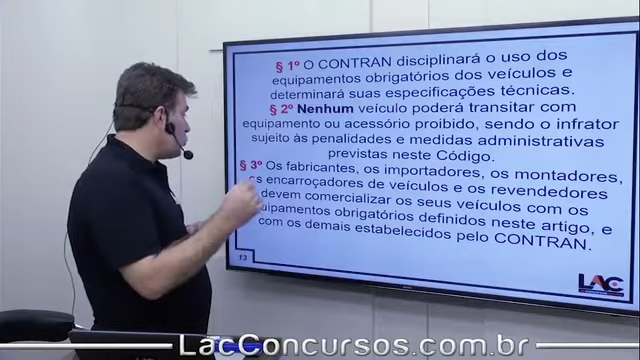 § 1º O CONTRAN disciplinará o uso dos
equipamentos obrigatórios dos veículos e
determinará suas especificações técnicas.
§ 2º Nenhum veículo poderá transitar com
equipamento ou acessório proibido, sendo o infrator
sujeito às penalidades e medidas administrativas
previstas neste Código.
§ 3º Os fabricantes, os importadores, os montadores,
os encarroçadores de veículos e os revendedores
devem comercializar os seus veículos com os
uipamentos obrigatórios definidos neste artigo, e
com os demais estabelecidos pelo CONTRAN.
13
LAC
LacConcursos.com.br